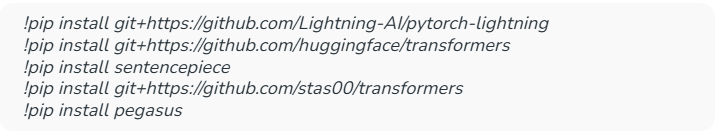 !pip install git+https://github.com/Lightning-AI/pytorch-lightning
!pip install git+https://github.com/huggingface/transformers
!pip install sentencepiece
!pip install git+https://github.com/stas00/transformers
!pip install pegasus